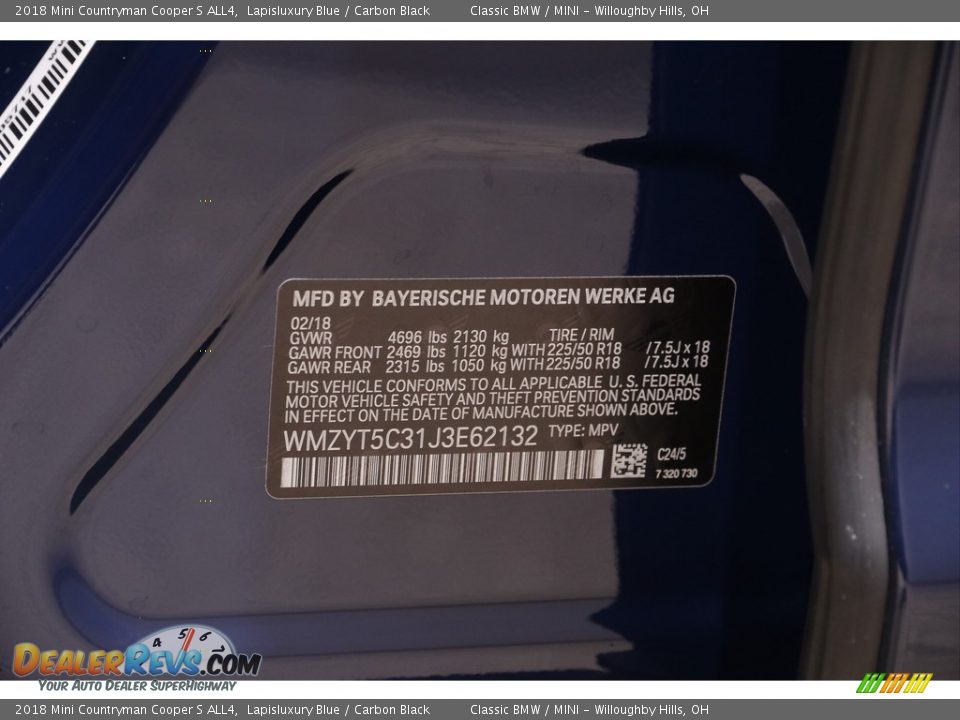 2018 Mini Countryman Cooper S ALL4, Lapisluxury Blue / Carbon Black Classic BMW / MINI - Willoughby Hills, OH
MFD BY BAYERISCHE MOTOREN WERKE AG
02/18
GVWR 4696 lbs 2130 kg TIRE / RIM
GAWR FRONT 2469 lbs 1120 kg WITH 225/50 R18 /7.5J x 18
GAWR REAR 2315 lbs 1050 kg WITH 225/50 R18 /7.5J x 18
THIS VEHICLE CONFORMS TO ALL APPLICABLE U.S. FEDERAL
MOTOR VEHICLE SAFETY AND THEFT PREVENTION STANDARDS
IN EFFECT ON THE DATE OF MANUFACTURE SHOWN ABOVE.
WMZYT5C31J3E62132 TYPE: MPV
C24/5
7 320 730
4 5 6
DEALERREVS.COM
YOUR AUTO DEALER SUPERHIGHWAY
2018 Mini Countryman Cooper S ALL4, Lapisluxury Blue / Carbon Black Classic BMW / MINI - Willoughby Hills, OH